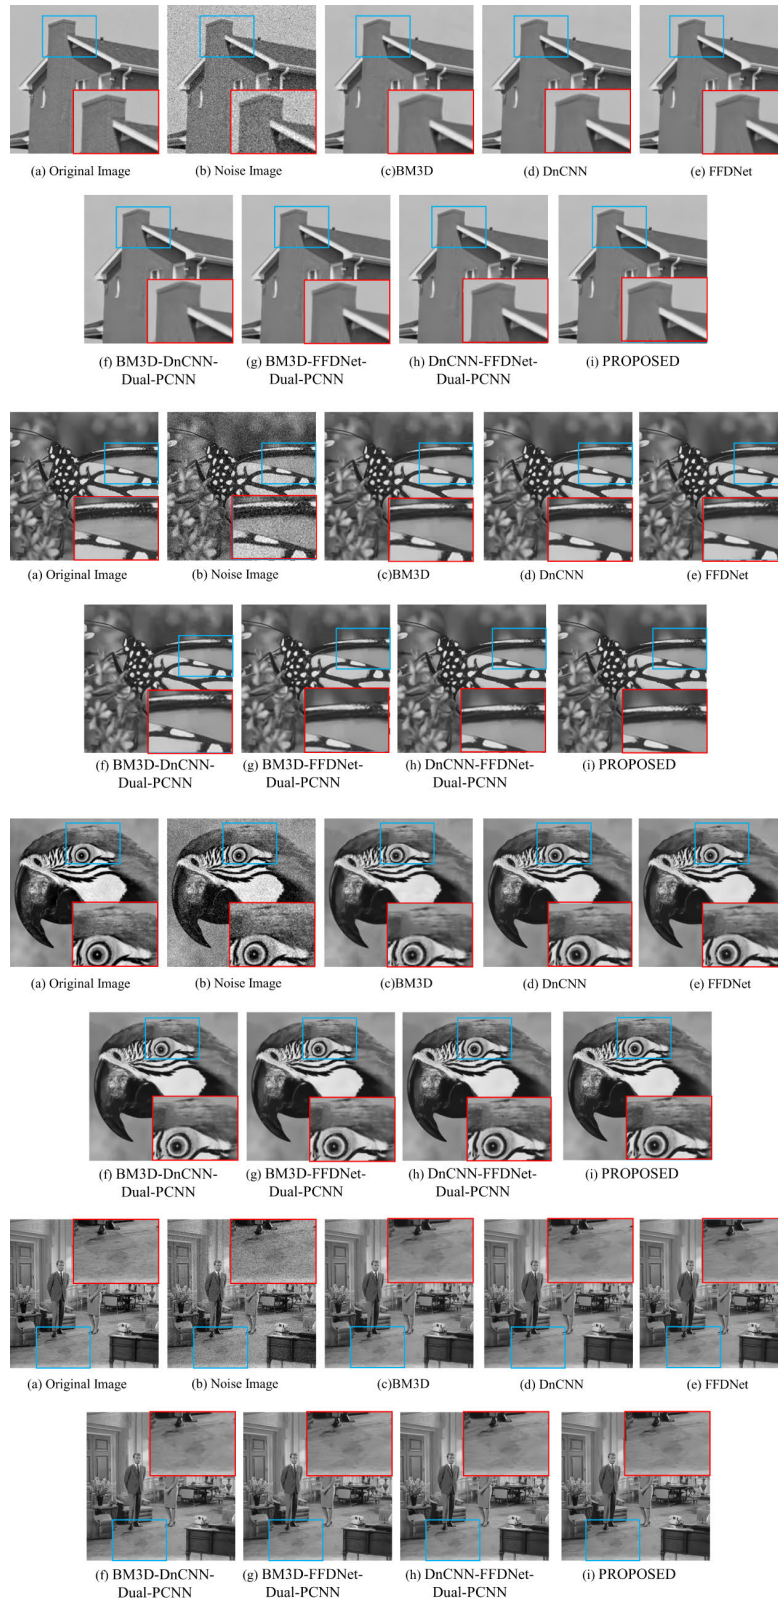 (a) Original Image (b) Noise Image (c)BM3D (d) DnCNN (e) FFDNet
(f) BM3D-DnCNN- (g) BM3D-FFDNet- (h) DnCNN-FFDNet- (i) PROPOSED
Dual-PCNN Dual-PCNN Dual-PCNN
(a) Original Image (b) Noise Image (c)BM3D (d) DnCNN (e) FFDNet
(f) BM3D-DnCNN- (g) BM3D-FFDNet- (h) DnCNN-FFDNet- (i) PROPOSED
Dual-PCNN Dual-PCNN Dual-PCNN
(a) Original Image (b) Noise Image (c)BM3D (d) DnCNN (e) FFDNet
(f) BM3D-DnCNN- (g) BM3D-FFDNet- (h) DnCNN-FFDNet- (i) PROPOSED
Dual-PCNN Dual-PCNN Dual-PCNN
(a) Original Image (b) Noise Image (c)BM3D (d) DnCNN (e) FFDNet
(f) BM3D-DnCNN- (g) BM3D-FFDNet- (h) DnCNN-FFDNet- (i) PROPOSED
Dual-PCNN Dual-PCNN Dual-PCNN